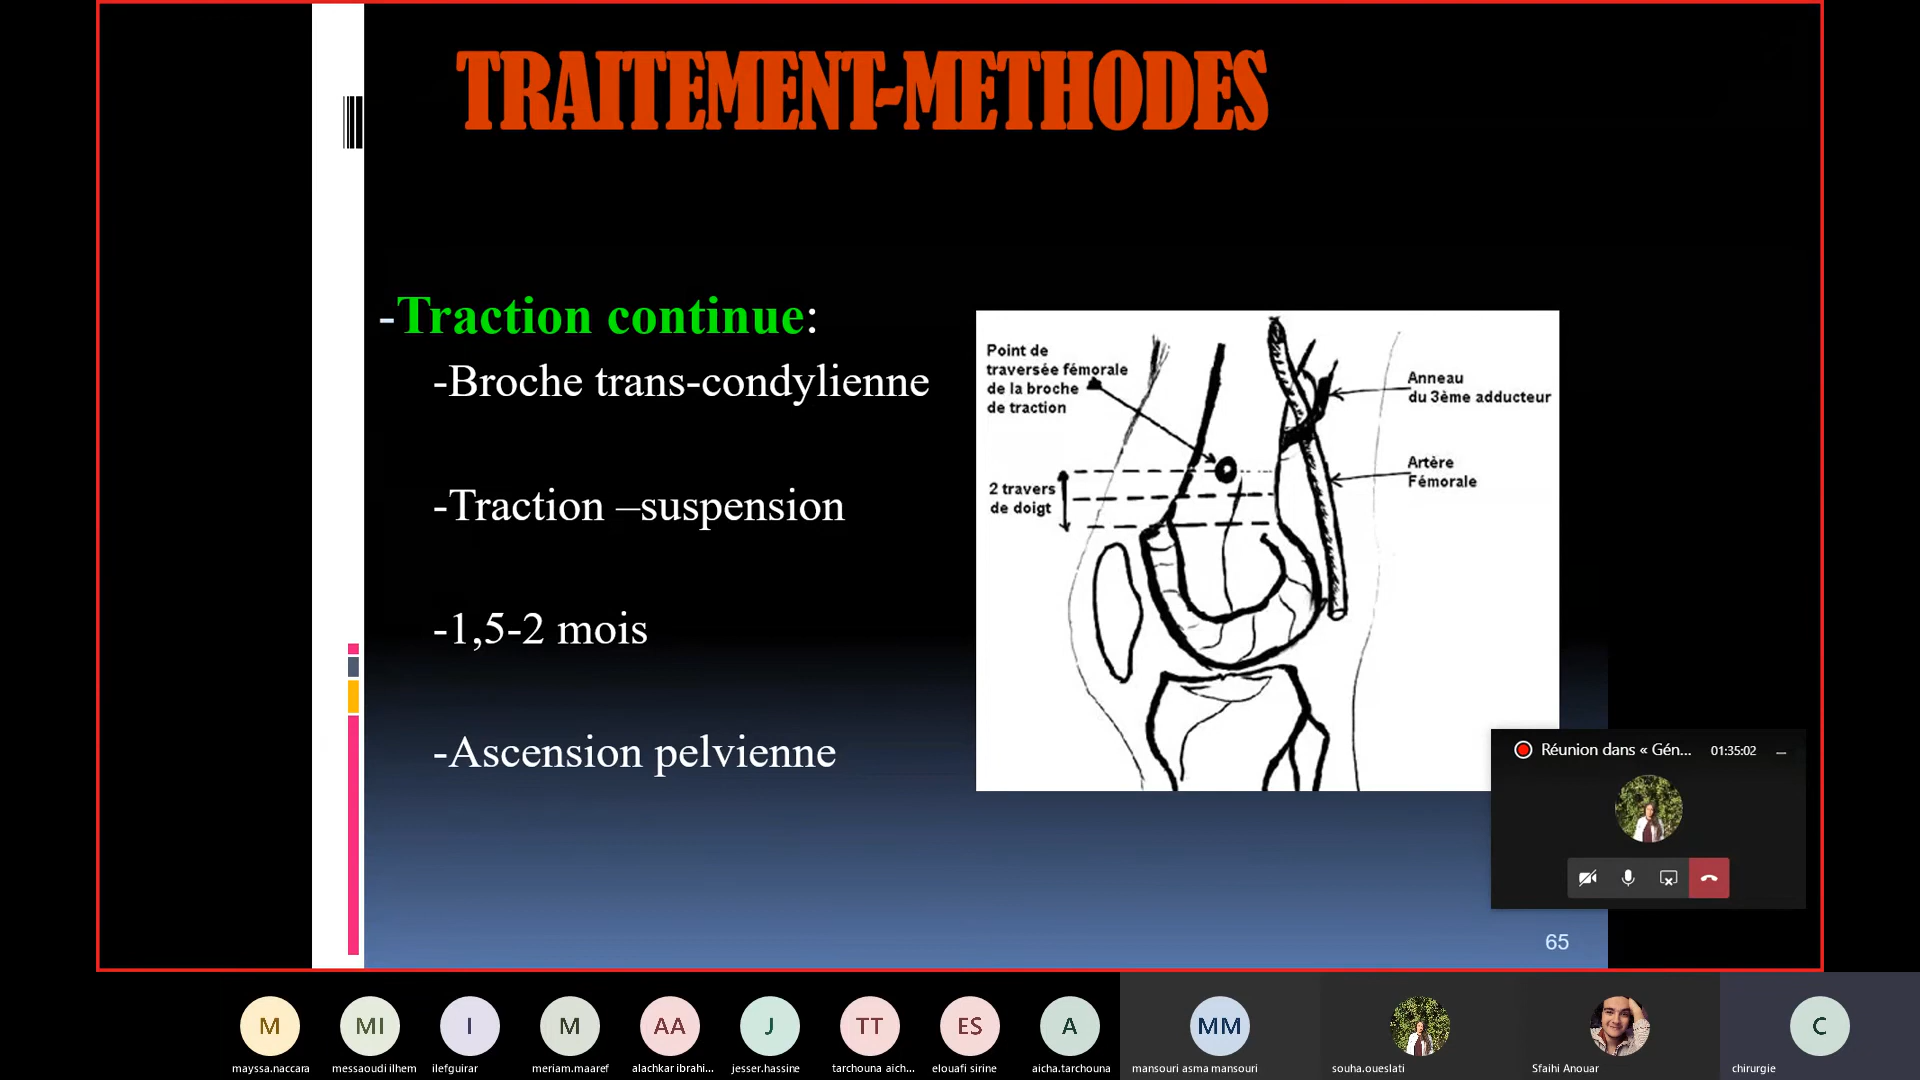 TRAITEMENT-METHODES
-Traction continue:
-Broche trans-condylienne
-Traction –suspension
-1,5-2 mois
-Ascension pelvienne
Point de
traversée fémorale
de la broche
de traction
2 travers
de doigt
Anneau
du 3ème adducteur
Artère
Fémorale
Réunion dans « Gén... 01:35:02
65
M
MI
I
M
AA
J
TT
ES
A
MM
C
mayssa.naccara
messaoudi ilhem
ilefguirar
meriam.maaref
alachkar ibrahi...
jesser.hassine
tarchouna aich...
elouafi sirine
aicha.tarchouna
mansouri asma mansouri
souha.oueslati
Sfaihi Anouar
chirurgie